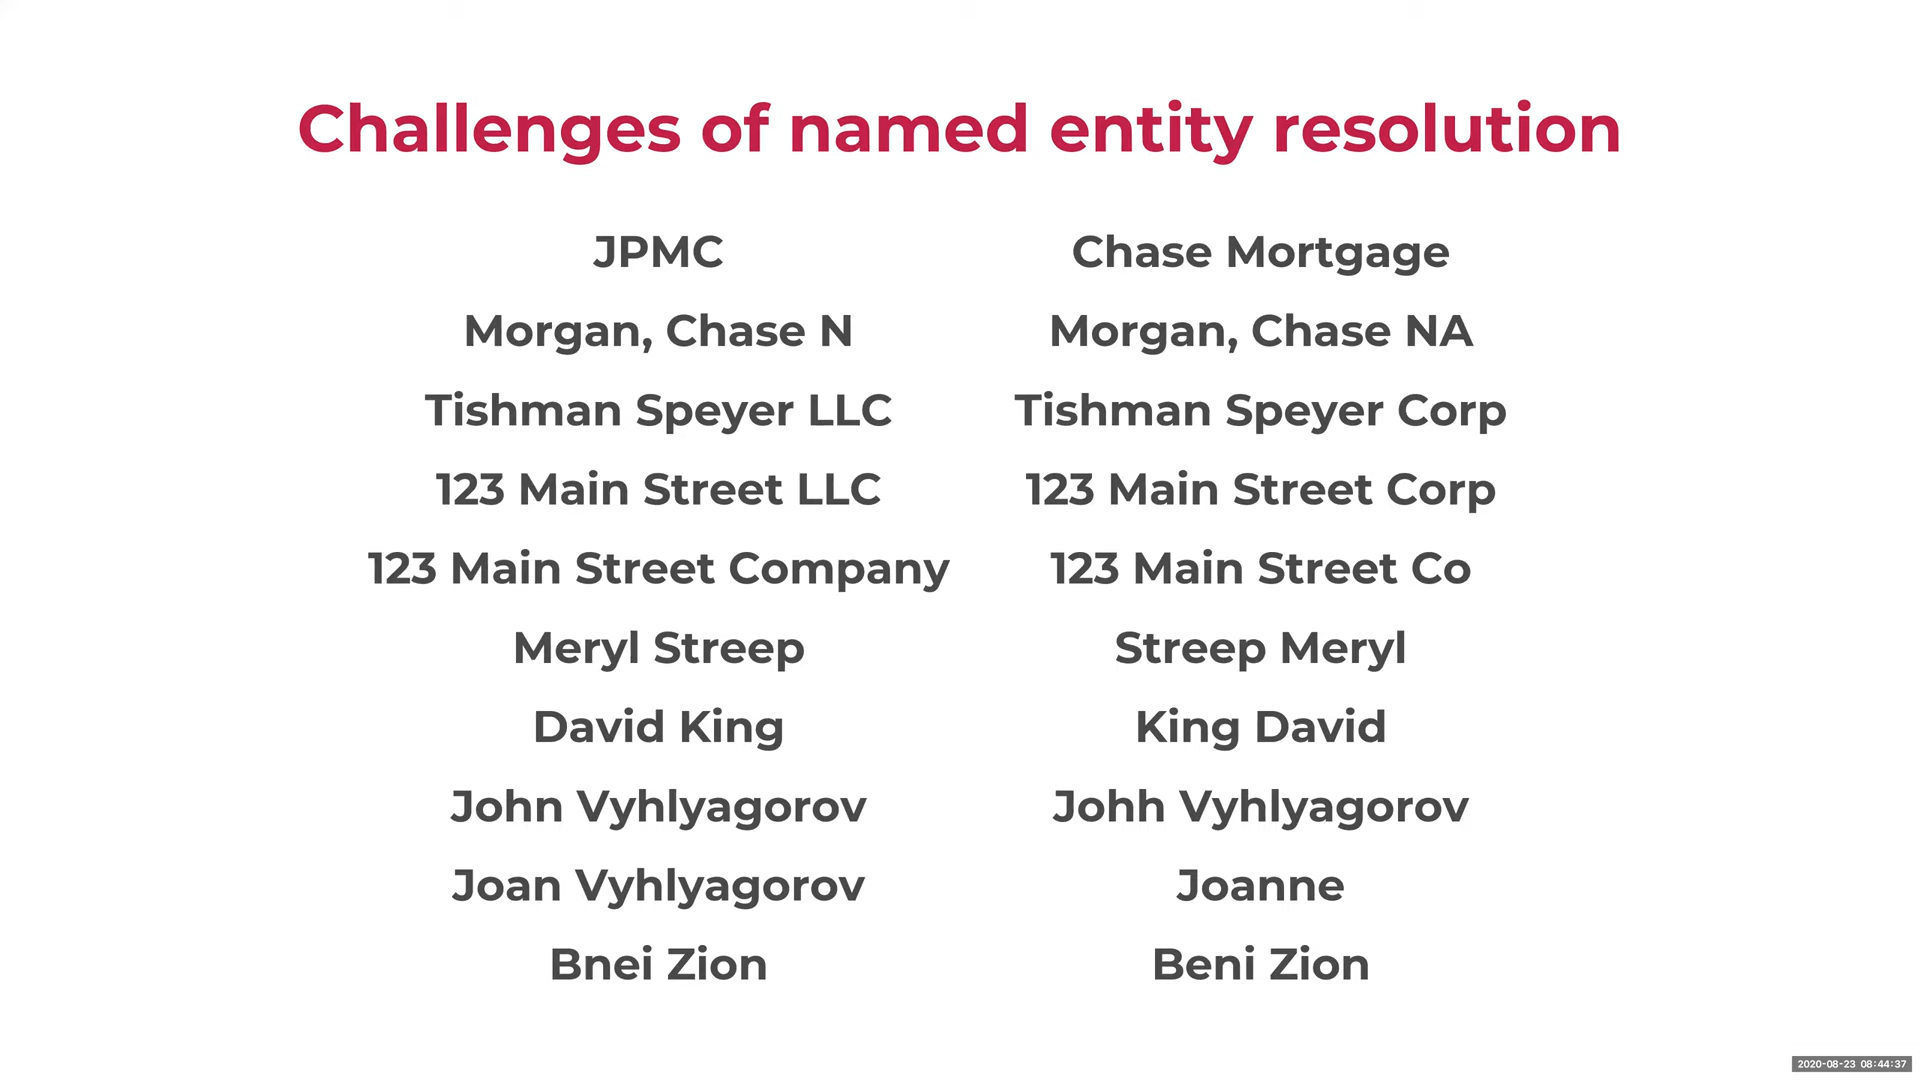 Challenges of named entity resolution
JPMC Chase Mortgage
Morgan, Chase N Morgan, Chase NA
Tishman Speyer LLC Tishman Speyer Corp
123 Main Street LLC 123 Main Street Corp
123 Main Street Company 123 Main Street Co
Meryl Streep Streep Meryl
David King King David
John Vyhlyagorov Johh Vyhlyagorov
Joan Vyhlyagorov Joanne
Bnei Zion Beni Zion
2020-08-23 08:44:37